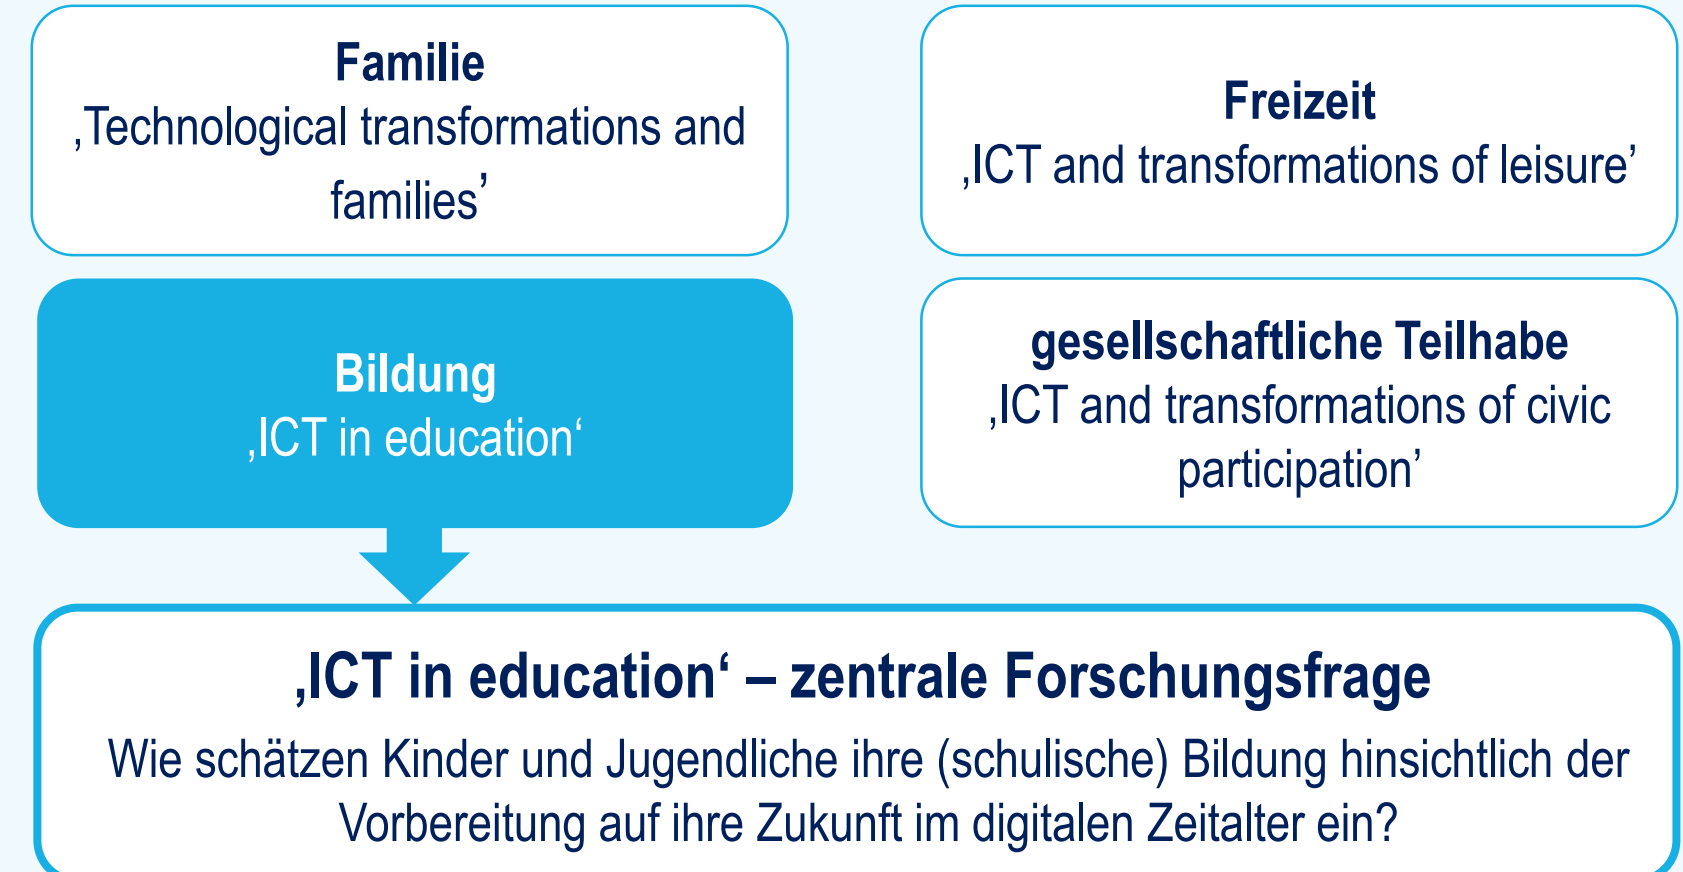 Familie
‚Technological transformations and
families’
Freizeit
‚ICT and transformations of leisure’
Bildung
‚ICT in education‘
gesellschaftliche Teilhabe
‚ICT and transformations of civic
participation’
‚ICT in education‘ – zentrale Forschungsfrage
Wie schätzen Kinder und Jugendliche ihre (schulische) Bildung hinsichtlich der
Vorbereitung auf ihre Zukunft im digitalen Zeitalter ein?